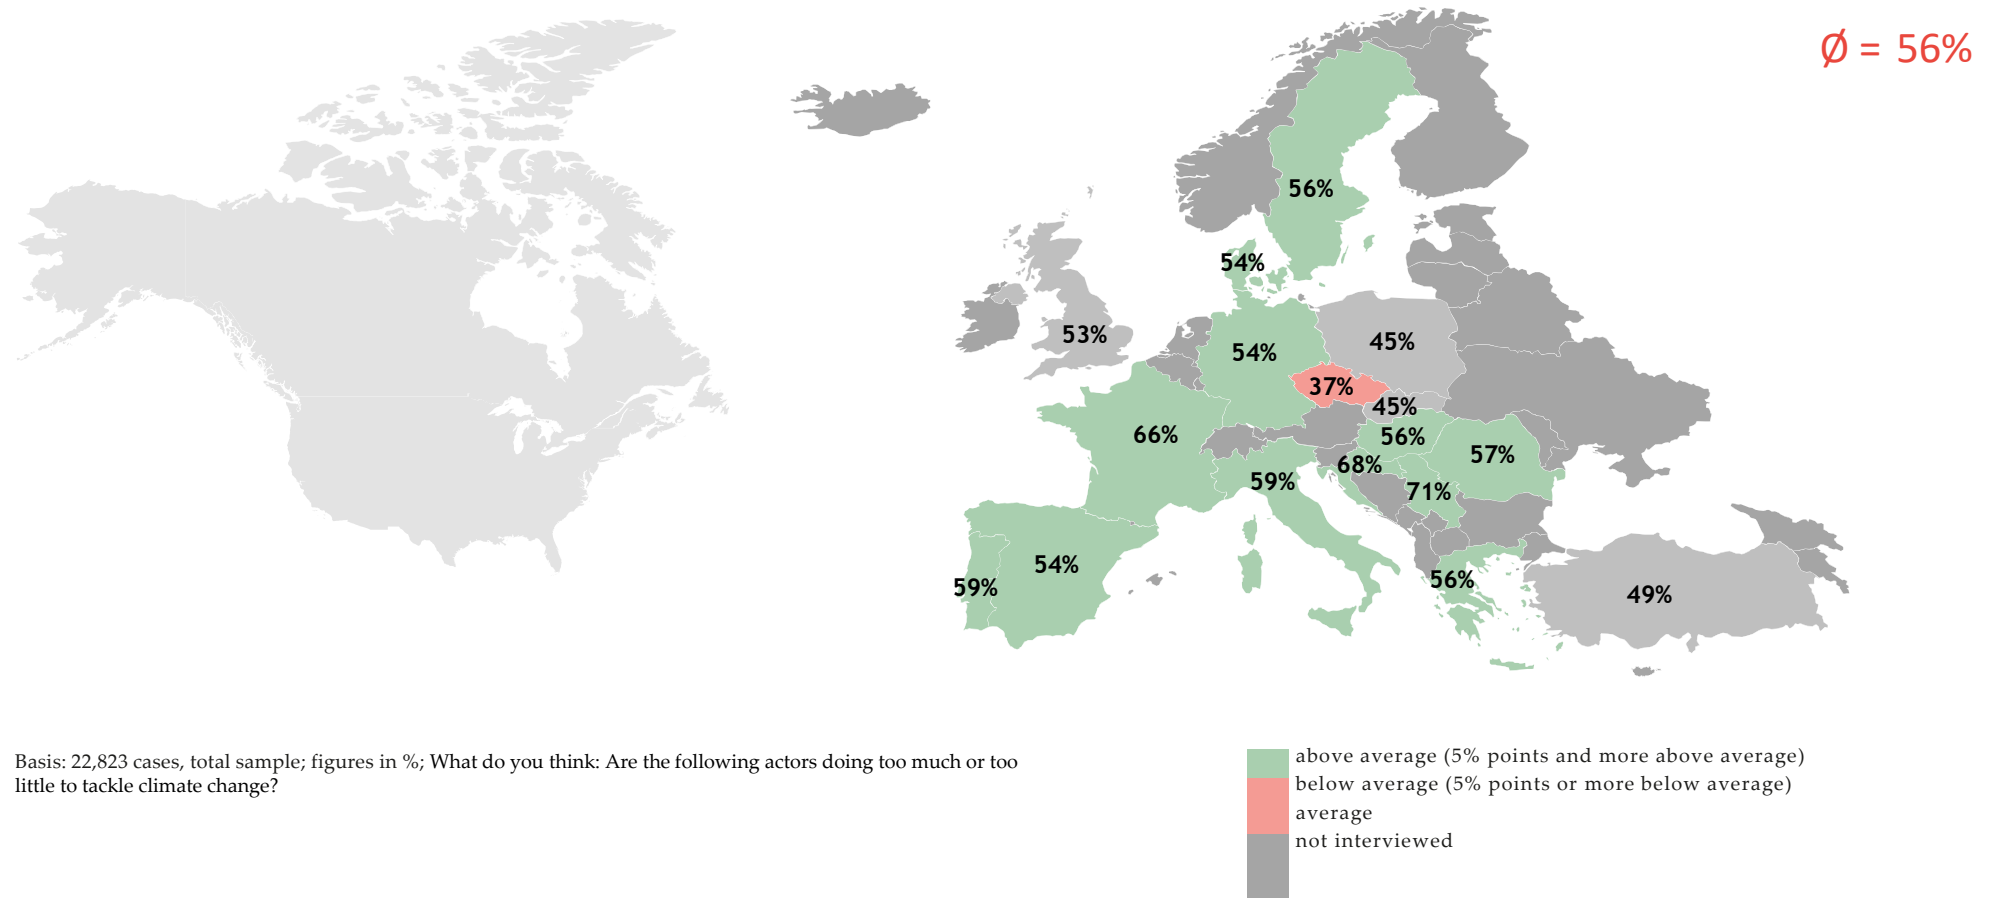 Ø = 56%
56%
54%
53%
45%
54%
37%
45%
66%
56%
57%
68%
59%
71%
54%
59%
56%
49%
Basis: 22,823 cases, total sample; figures in %; What do you think: Are the following actors doing too much or too
little to tackle climate change?
above average (5% points and more above average)
below average (5% points or more below average)
average
not interviewed